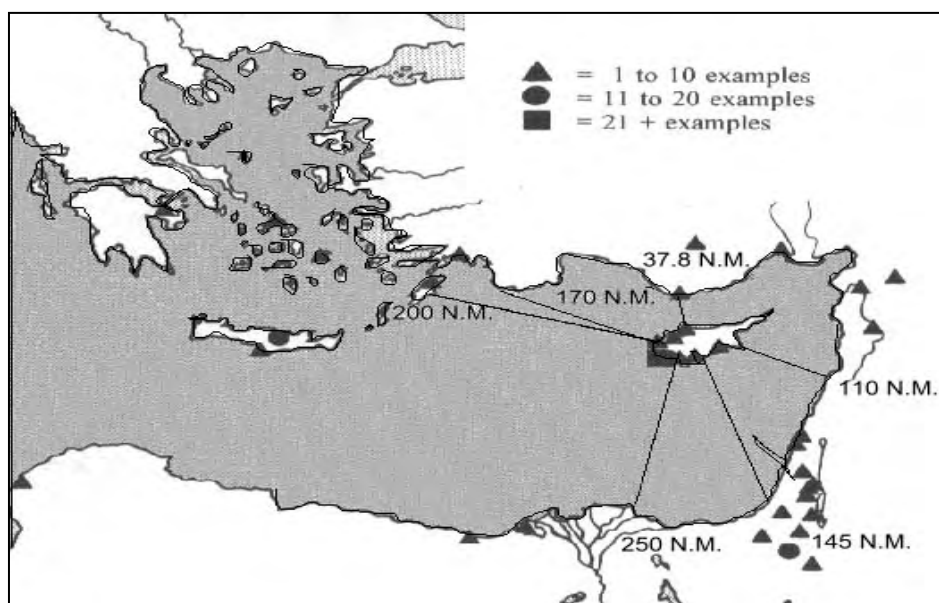 = 1 to 10 examples
= 11 to 20 examples
= 21 + examples
37.8 N.M.
170 N.M.
200 N.M.
110 N.M.
250 N.M.
145 N.M.